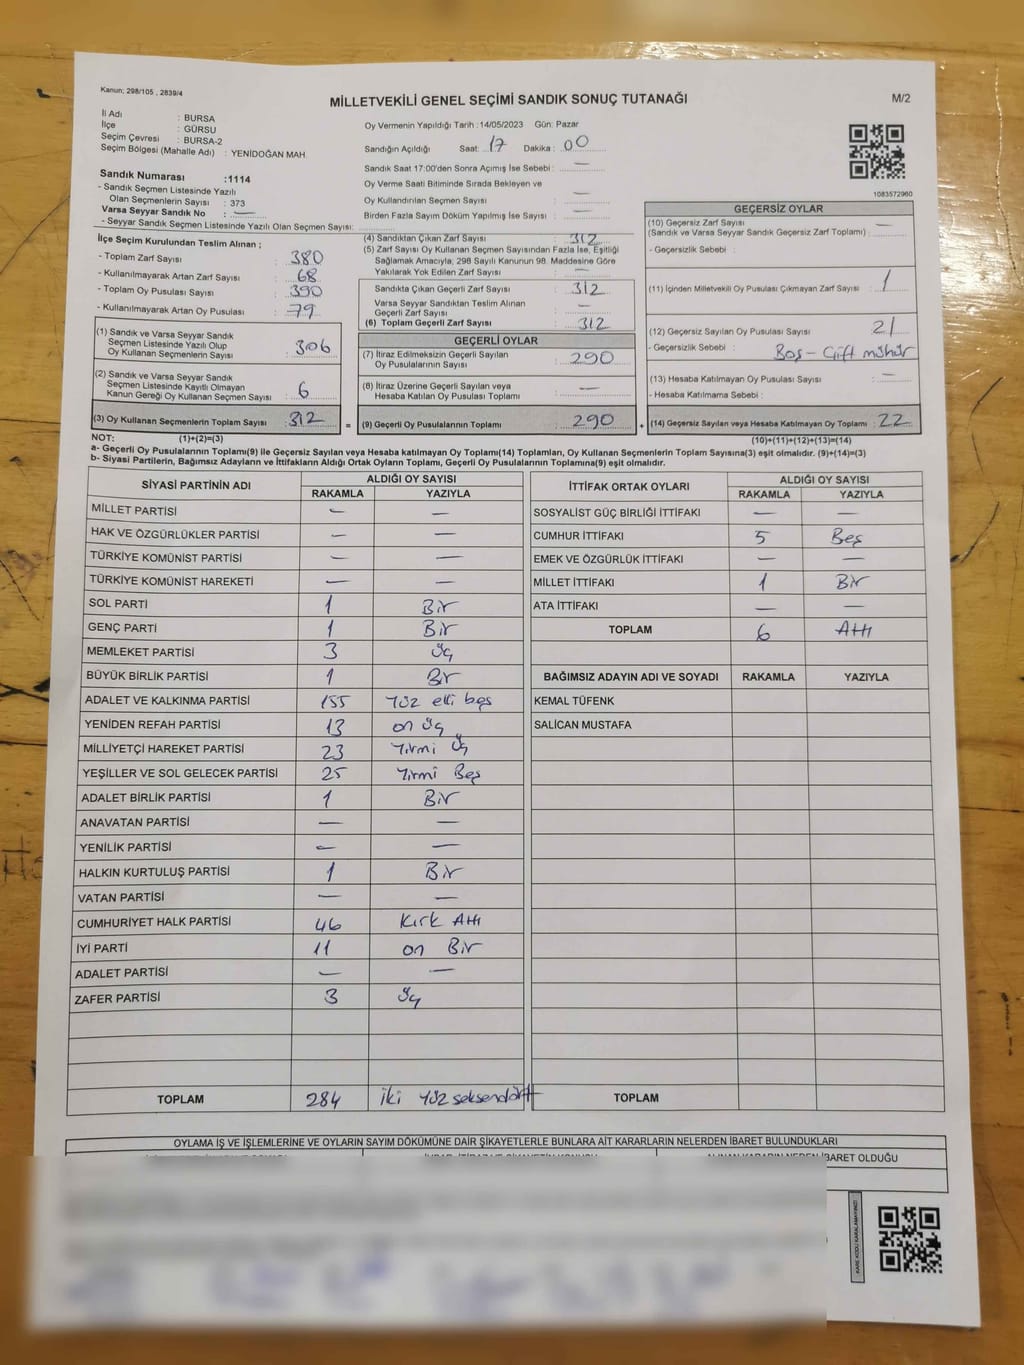 Kanun; 298/105 , 2839/4
MİLLETVEKİLİ GENEL SEÇİMİ SANDIK SONUÇ TUTANAĞI
M/2
İl Adı : BURSA
İlçe : GÜRSU
Seçim Çevresi : BURSA-2
Seçim Bölgesi (Mahalle Adı) : YENİDOĞAN MAH
Sandık Numarası :1114
- Sandık Seçmen Listesinde Yazılı
Olan Seçmenlerin Sayısı : 373
Varsa Seyyar Sandık No : —
- Seyyar Sandık Seçmen Listesinde Yazılı Olan Seçmen Sayısı:
Oy Vermenin Yapıldığı Tarih :14/05/2023 Gün: Pazar
Sandığın Açıldığı Saat: 17 Dakika : 00
Sandık Saat 17:00'den Sonra Açımış İse Sebebi : —
Oy Verme Saati Bitiminde Sırada Bekleyen ve
Oy Kullandırılan Seçmen Sayısı —
Birden Fazla Sayım Döküm Yapılmış İse Sayısı : —
1083572960
İlçe Seçim Kurulundan Teslim Alınan ;
- Toplam Zarf Sayısı : 380
- Kullanılmayarak Artan Zarf Sayısı : 68
- Toplam Oy Pusulası Sayısı : 390
- Kullanılmayarak Artan Oy Pusulası : 79
(1) Sandık ve Varsa Seyyar Sandık
Seçmen Listesinde Yazılı Olup
Oy Kullanan Seçmenlerin Sayısı : 306
(2) Sandık ve Varsa Seyyar Sandık
Seçmen Listesinde Kayıtlı Olmayan
Kanun Gereği Oy Kullanan Seçmen Sayısı : 6
(3) Oy Kullanan Seçmenlerin Toplam Sayısı : 312 =
(4) Sandıktan Çıkan Zarf Sayısı : 312
(5) Zarf Sayısı Oy Kullanan Seçmen Sayısından Fazla İse, Eşitliği
Sağlamak Amacıyla; 298 Sayılı Kanunun 98. Maddesine Göre
Yakılarak Yok Edilen Zarf Sayısı : —
Sandıkta Çıkan Geçerli Zarf Sayısı : 312
Varsa Seyyar Sandıktan Teslim Alınan
Geçerli Zarf Sayısı : —
(6) Toplam Geçerli Zarf Sayısı : 312
GEÇERLİ OYLAR
(7) İtiraz Edilmeksizin Geçerli Sayılan
Oy Pusulalarının Sayısı : 290
(8) İtiraz Üzerine Geçerli Sayılan veya
Hesaba Katılan Oy Pusulası Toplamı : —
(9) Geçerli Oy Pusulalarının Toplamı : 290 +
GEÇERSİZ OYLAR
(10) Geçersiz Zarf Sayısı
(Sandık ve Varsa Seyyar Sandık Geçersiz Zarf Toplamı) : —
- Geçersizlik Sebebi :
(11) İçinden Milletvekili Oy Pusulası Çıkmayan Zarf Sayısı : 1
(12) Geçersiz Sayılan Oy Pusulası Sayısı : 21
- Geçersizlik Sebebi : Boş – Çift mühür
(13) Hesaba Katılmayan Oy Pusulası Sayısı : —
- Hesaba Katılmama Sebebi :
(14) Geçersiz Sayılan veya Hesaba Katılmayan Oy Toplamı : 22
NOT: (1)+(2)=(3)
(10)+(11)+(12)+(13)=(14)
a- Geçerli Oy Pusulalarının Toplamı(9) ile Geçersiz Sayılan veya Hesaba katılmayan Oy Toplamı(14) Toplamları, Oy Kullanan Seçmenlerin Toplam Sayısına(3) eşit olmalıdır. (9)+(14)=(3)
b- Siyasi Partilerin, Bağımsız Adayların ve İttifakların Aldığı Ortak Oyların Toplamı, Geçerli Oy Pusulalarının Toplamına(9) eşit olmalıdır.
SİYASİ PARTİNİN ADI ALDIĞI OY SAYISI
RAKAMLA YAZIYLA
MİLLET PARTİSİ — —
HAK VE ÖZGÜRLÜKLER PARTİSİ — —
TÜRKİYE KOMÜNİST PARTİSİ — —
TÜRKİYE KOMÜNİST HAREKETİ — —
SOL PARTİ 1 Bir
GENÇ PARTİ 1 Bir
MEMLEKET PARTİSİ 3 üç
BÜYÜK BİRLİK PARTİSİ 1 Bir
ADALET VE KALKINMA PARTİSİ 155 Yüz elli beş
YENİDEN REFAH PARTİSİ 13 on üç
MİLLİYETÇİ HAREKET PARTİSİ 23 Yirmi üç
YEŞİLLER VE SOL GELECEK PARTİSİ 25 Yirmi Beş
ADALET BİRLİK PARTİSİ 1 Bir
ANAVATAN PARTİSİ — —
YENİLİK PARTİSİ — —
HALKIN KURTULUŞ PARTİSİ 1 Bir
VATAN PARTİSİ — —
CUMHURİYET HALK PARTİSİ 46 Kırk Altı
İYİ PARTİ 11 on Bir
ADALET PARTİSİ — —
ZAFER PARTİSİ 3 üç
TOPLAM 284 iki yüz seksendört
İTTİFAK ORTAK OYLARI ALDIĞI OY SAYISI
RAKAMLA YAZIYLA
SOSYALİST GÜÇ BİRLİĞİ İTTİFAKI — —
CUMHUR İTTİFAKI 5 Beş
EMEK VE ÖZGÜRLÜK İTTİFAKI — —
MİLLET İTTİFAKI 1 Bir
ATA İTTİFAKI — —
TOPLAM 6 Altı
BAĞIMSIZ ADAYIN ADI VE SOYADI RAKAMLA YAZIYLA
KEMAL TÜFENK
SALİCAN MUSTAFA
TOPLAM
OYLAMA İŞ VE İŞLEMLERİNE VE OYLARIN SAYIM DÖKÜMÜNE DAİR ŞİKAYETLERLE BUNLARA AİT KARARLARIN NELERDEN İBARET BULUNDUKLARI
ALINAN KARARIN NEDEN İBARET OLDUĞU